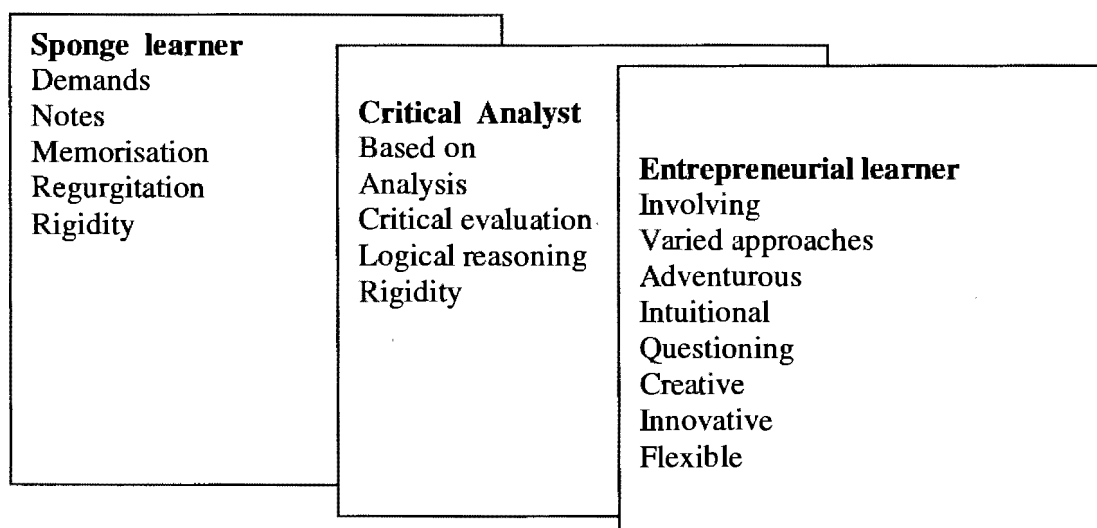 Sponge learner
Demands
Notes
Memorisation
Regurgitation
Rigidity
Critical Analyst
Based on
Analysis
Critical evaluation
Logical reasoning
Rigidity
Entrepreneurial learner
Involving
Varied approaches
Adventurous
Intuitional
Questioning
Creative
Innovative
Flexible